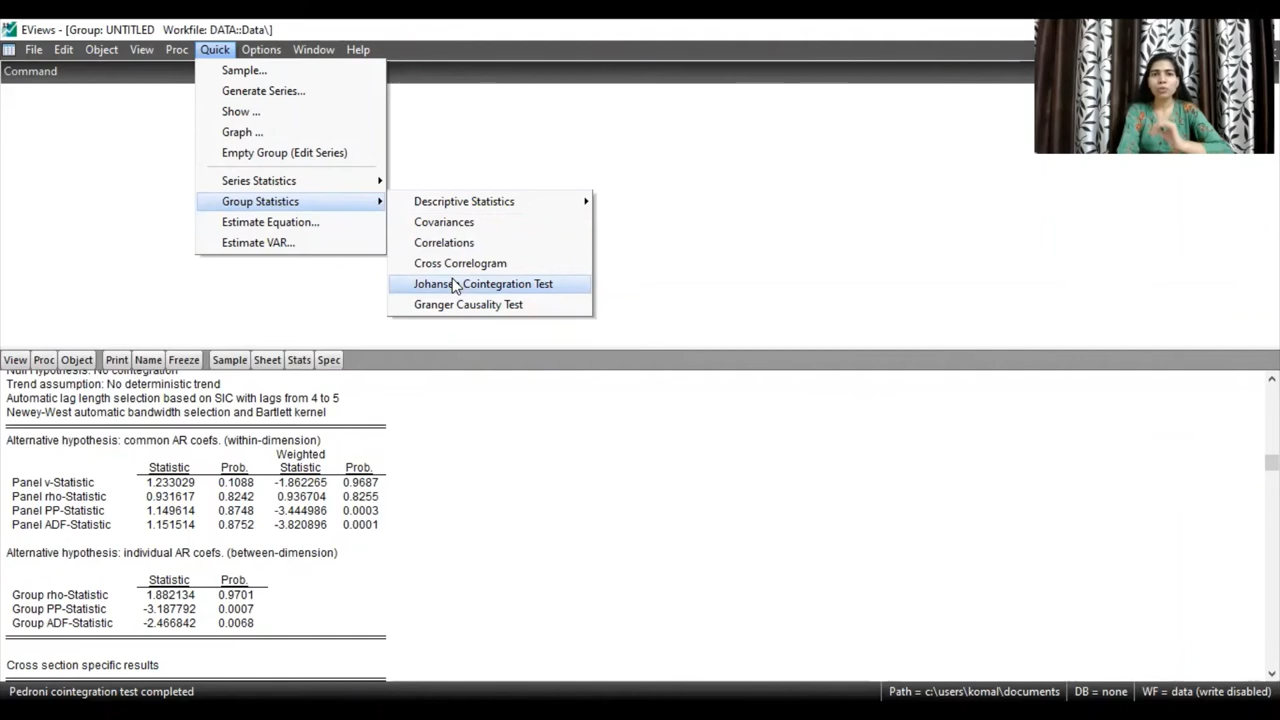 EViews - [Group: UNTITLED Workfile: DATA::Data\]
File Edit Object View Proc Quick Options Window Help
Command
Sample...
Generate Series...
Show ...
Graph ...
Empty Group (Edit Series)
Series Statistics
Group Statistics
Estimate Equation...
Estimate VAR...
Descriptive Statistics
Covariances
Correlations
Cross Correlogram
Johansen Cointegration Test
Granger Causality Test
View Proc Object Print Name Freeze Sample Sheet Stats Spec
Null Hypothesis: No cointegration
Trend assumption: No deterministic trend
Automatic lag length selection based on SIC with lags from 4 to 5
Newey-West automatic bandwidth selection and Bartlett kernel
Alternative hypothesis: common AR coefs. (within-dimension)
Weighted
Statistic Prob. Statistic Prob.
Panel v-Statistic 1.233029 0.1088 -1.862265 0.9687
Panel rho-Statistic 0.931617 0.8242 0.936704 0.8255
Panel PP-Statistic 1.149614 0.8748 -3.444986 0.0003
Panel ADF-Statistic 1.151514 0.8752 -3.820896 0.0001
Alternative hypothesis: individual AR coefs. (between-dimension)
Statistic Prob.
Group rho-Statistic 1.882134 0.9701
Group PP-Statistic -3.187792 0.0007
Group ADF-Statistic -2.466842 0.0068
Cross section specific results
Pedroni cointegration test completed
Path = c:\users\komal\documents DB = none WF = data (write disabled)